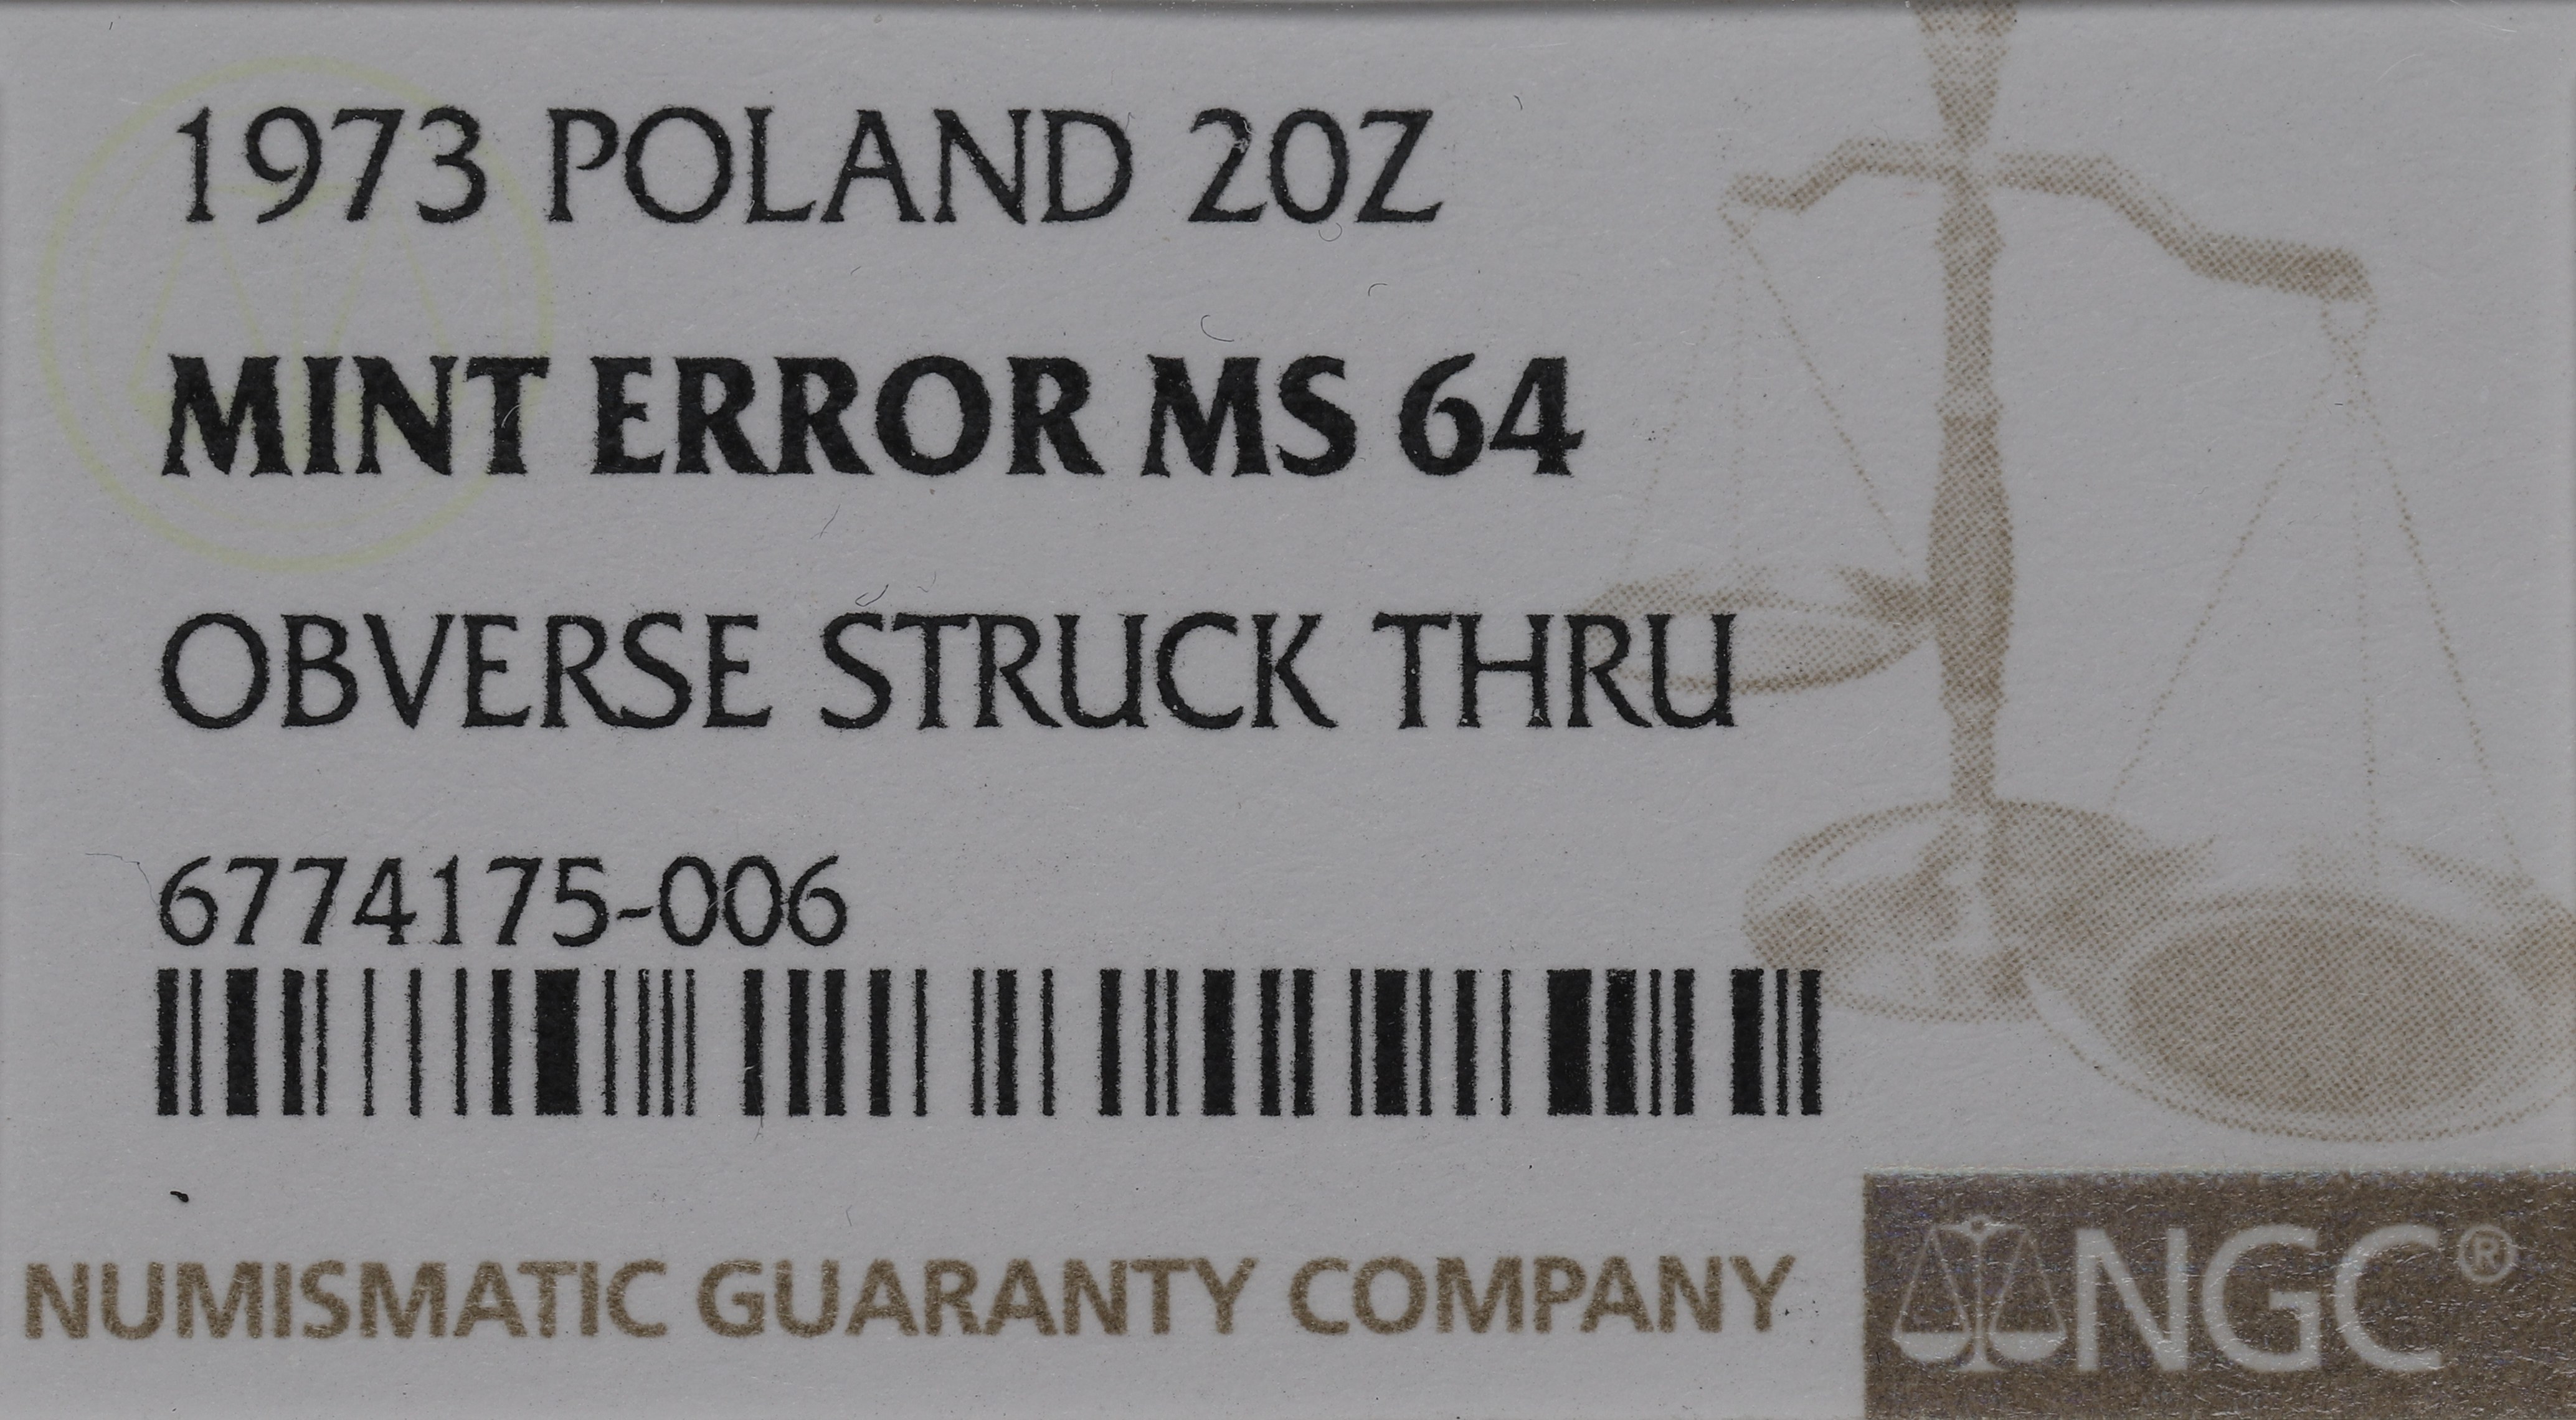 1973 POLAND 20Z
MINT ERROR MS 64
OBVERSE STRUCK THRU
6774175-006
NUMISMATIC GUARANTY COMPANY
NGC®